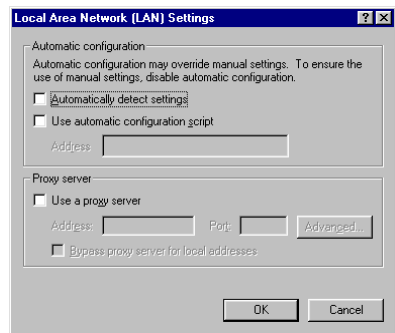 Local Area Network (LAN) Settings
Automatic configuration
Automatic configuration may override manual settings. To ensure the
use of manual settings, disable automatic configuration.
Automatically detect settings
Use automatic configuration script
Address
Proxy server
Use a proxy server
Address: Port: Advanced...
Bypass proxy server for local addresses
OK Cancel